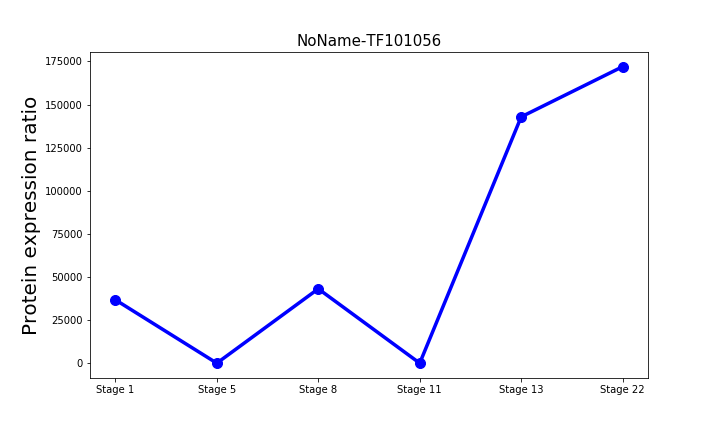 NoName-TF101056
Protein expression ratio
175000
150000
125000
100000
75000
50000
25000
0
Stage 1 Stage 5 Stage 8 Stage 11 Stage 13 Stage 22